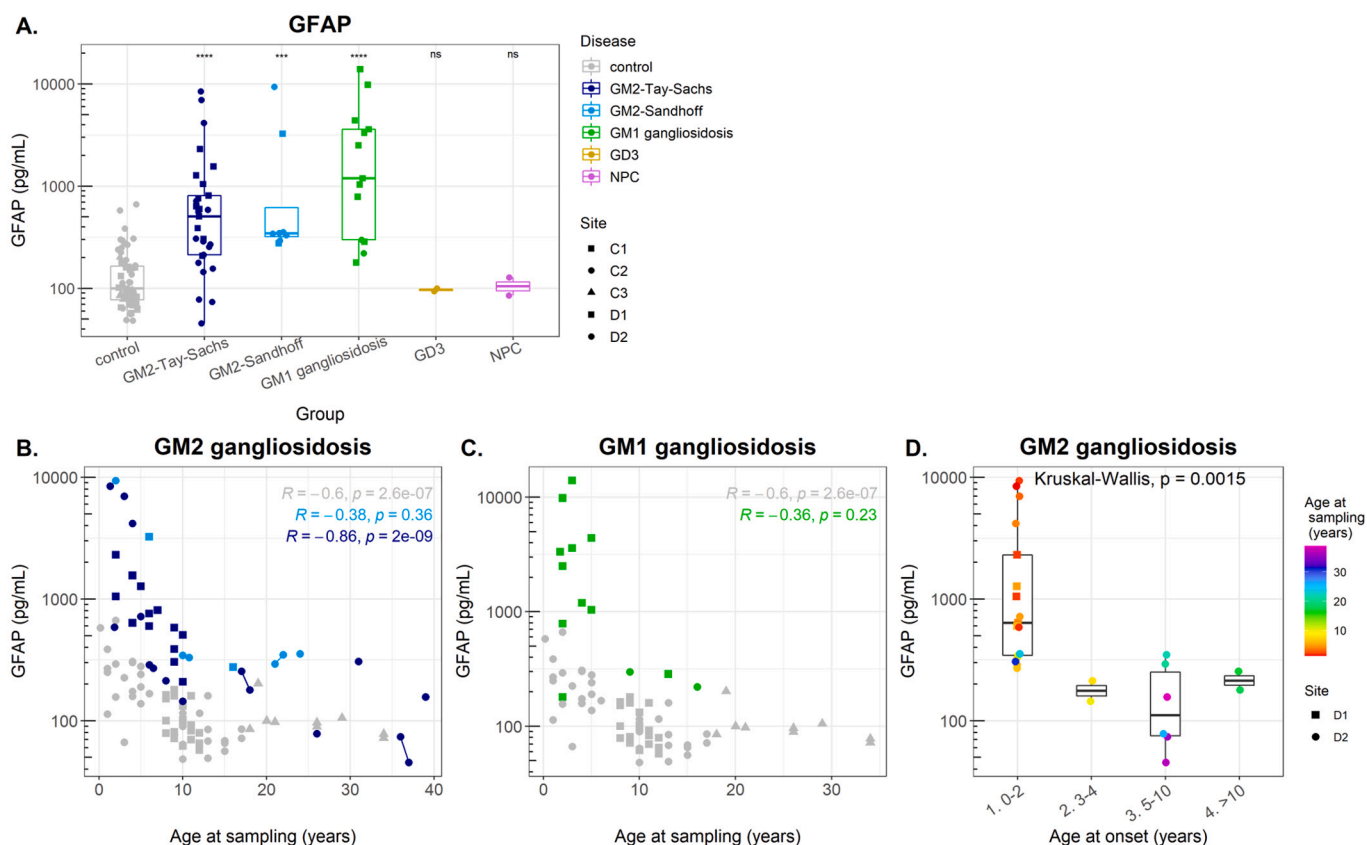 A.
GFAP
GFAP (pg/mL)
10000
1000
100
****
***
****
ns
ns
control
GM2-Tay-Sachs
GM2-Sandhoff
GM1 gangliosidosis
GD3
NPC
Group
Disease
control
GM2-Tay-Sachs
GM2-Sandhoff
GM1 gangliosidosis
GD3
NPC
Site
C1
C2
C3
D1
D2
B.
GM2 gangliosidosis
GFAP (pg/mL)
10000
1000
100
R = −0.6, p = 2.6e-07
R = −0.38, p = 0.36
R = −0.86, p = 2e-09
0 10 20 30 40
Age at sampling (years)
C.
GM1 gangliosidosis
GFAP (pg/mL)
10000
1000
100
R = −0.6, p = 2.6e-07
R = −0.36, p = 0.23
0 10 20 30
Age at sampling (years)
D.
GM2 gangliosidosis
Kruskal-Wallis, p = 0.0015
GFAP (pg/mL)
10000
1000
100
1. 0-2
2. 3-4
3. 5-10
4. >10
Age at onset (years)
Age at
sampling
(years)
30
20
10
Site
D1
D2